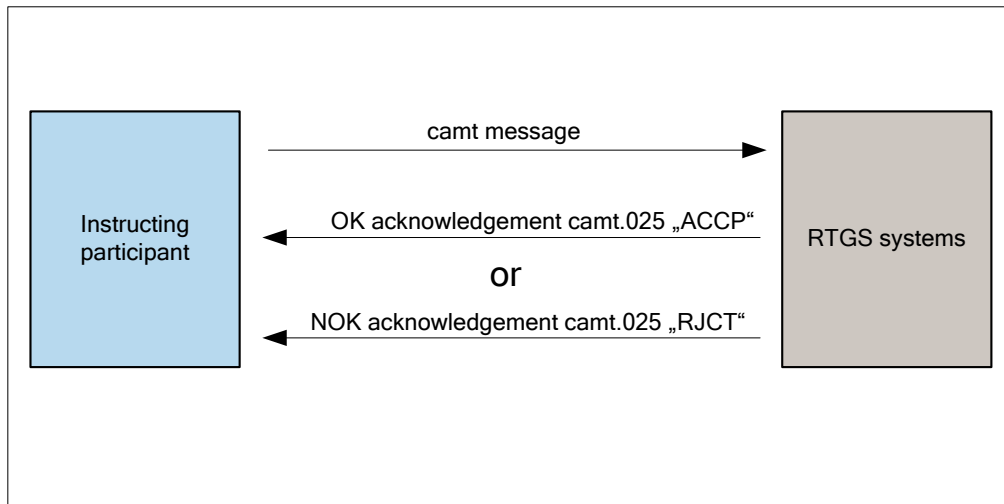 camt message
Instructing
participant
OK acknowledgement camt.025 „ACCP“
RTGS systems
or
NOK acknowledgement camt.025 „RJCT“